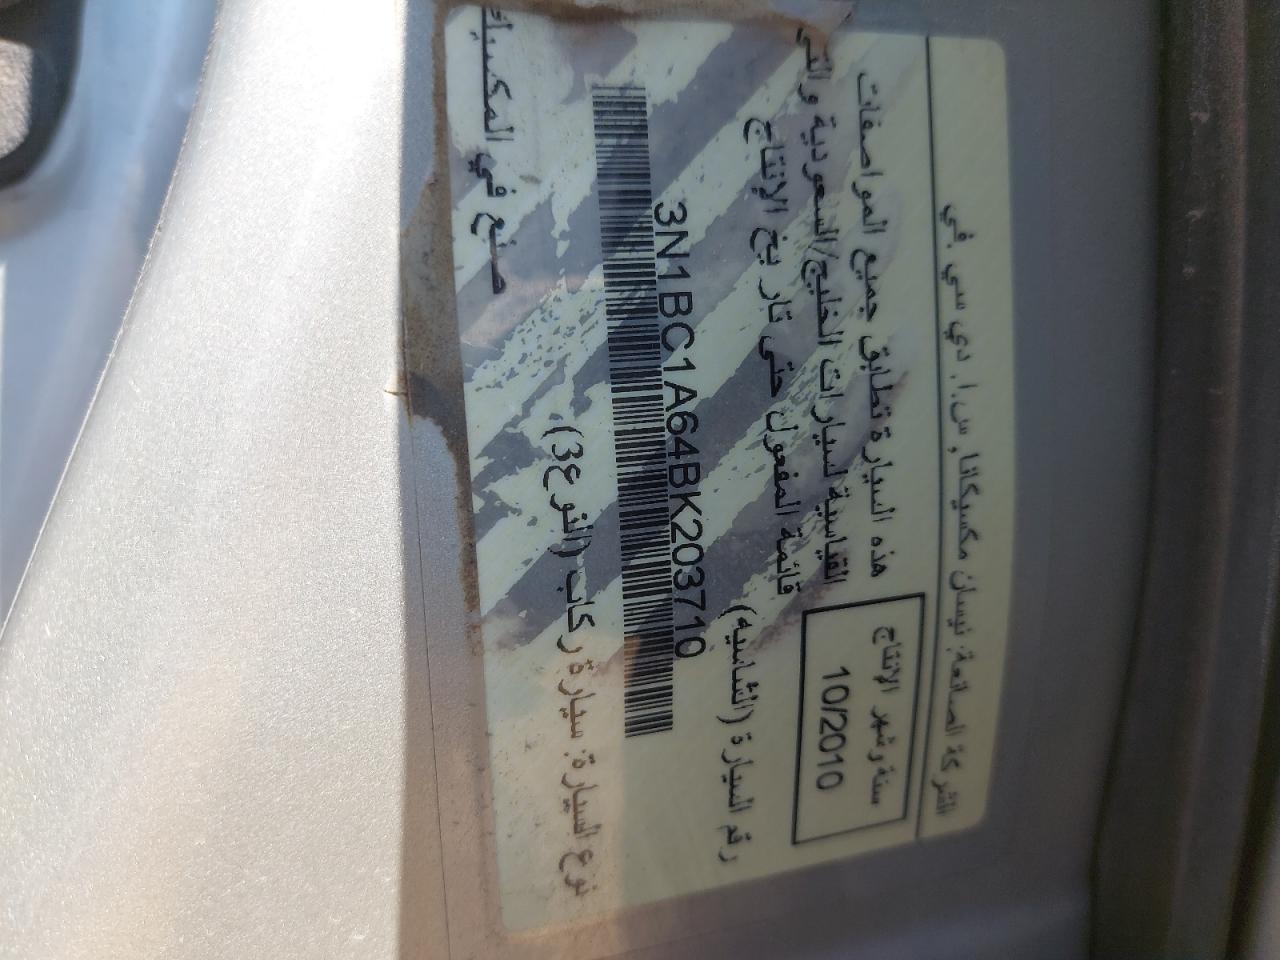 الشركة الصانعة: نيسان مكسيكانا, س.ا. دي سي في
سنة وشهر الإنتاج
10/2010
هذه السيارة تطابق جميع المواصفات
القياسية لسيارات الخليج/السعودية والتي
قائمة المفعول حتى تاريخ الإنتاج
رقم السيارة (الشاسيه)
3N1BC1A64BK203710
نوع السيارة: سيارة ركاب (النوع3)
صنع في المكسيك